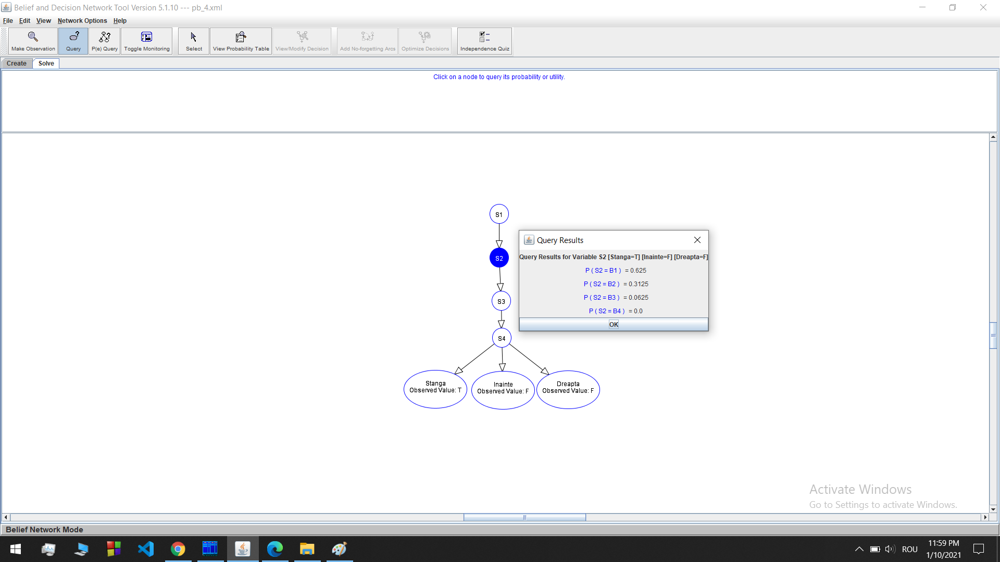 Belief and Decision Network Tool Version 5.1.10 --- pb_4.xml
File Edit View Network Options Help
Make Observation Query P(e) Query Toggle Monitoring Select View Probability Table View/Modify Decision Add No-forgetting Arcs Optimize Decisions Independence Quiz
Create Solve
Click on a node to query its probability or utility.
S1
S2
S3
S4
Stanga
Observed Value: T
Inainte
Observed Value: F
Dreapta
Observed Value: F
Query Results
Query Results for Variable S2 [Stanga=T] [Inainte=F] [Dreapta=F]
P ( S2 = B1 ) = 0.625
P ( S2 = B2 ) = 0.3125
P ( S2 = B3 ) = 0.0625
P ( S2 = B4 ) = 0.0
OK
Activate Windows
Go to Settings to activate Windows.
Belief Network Mode
ROU
11:59 PM
1/10/2021